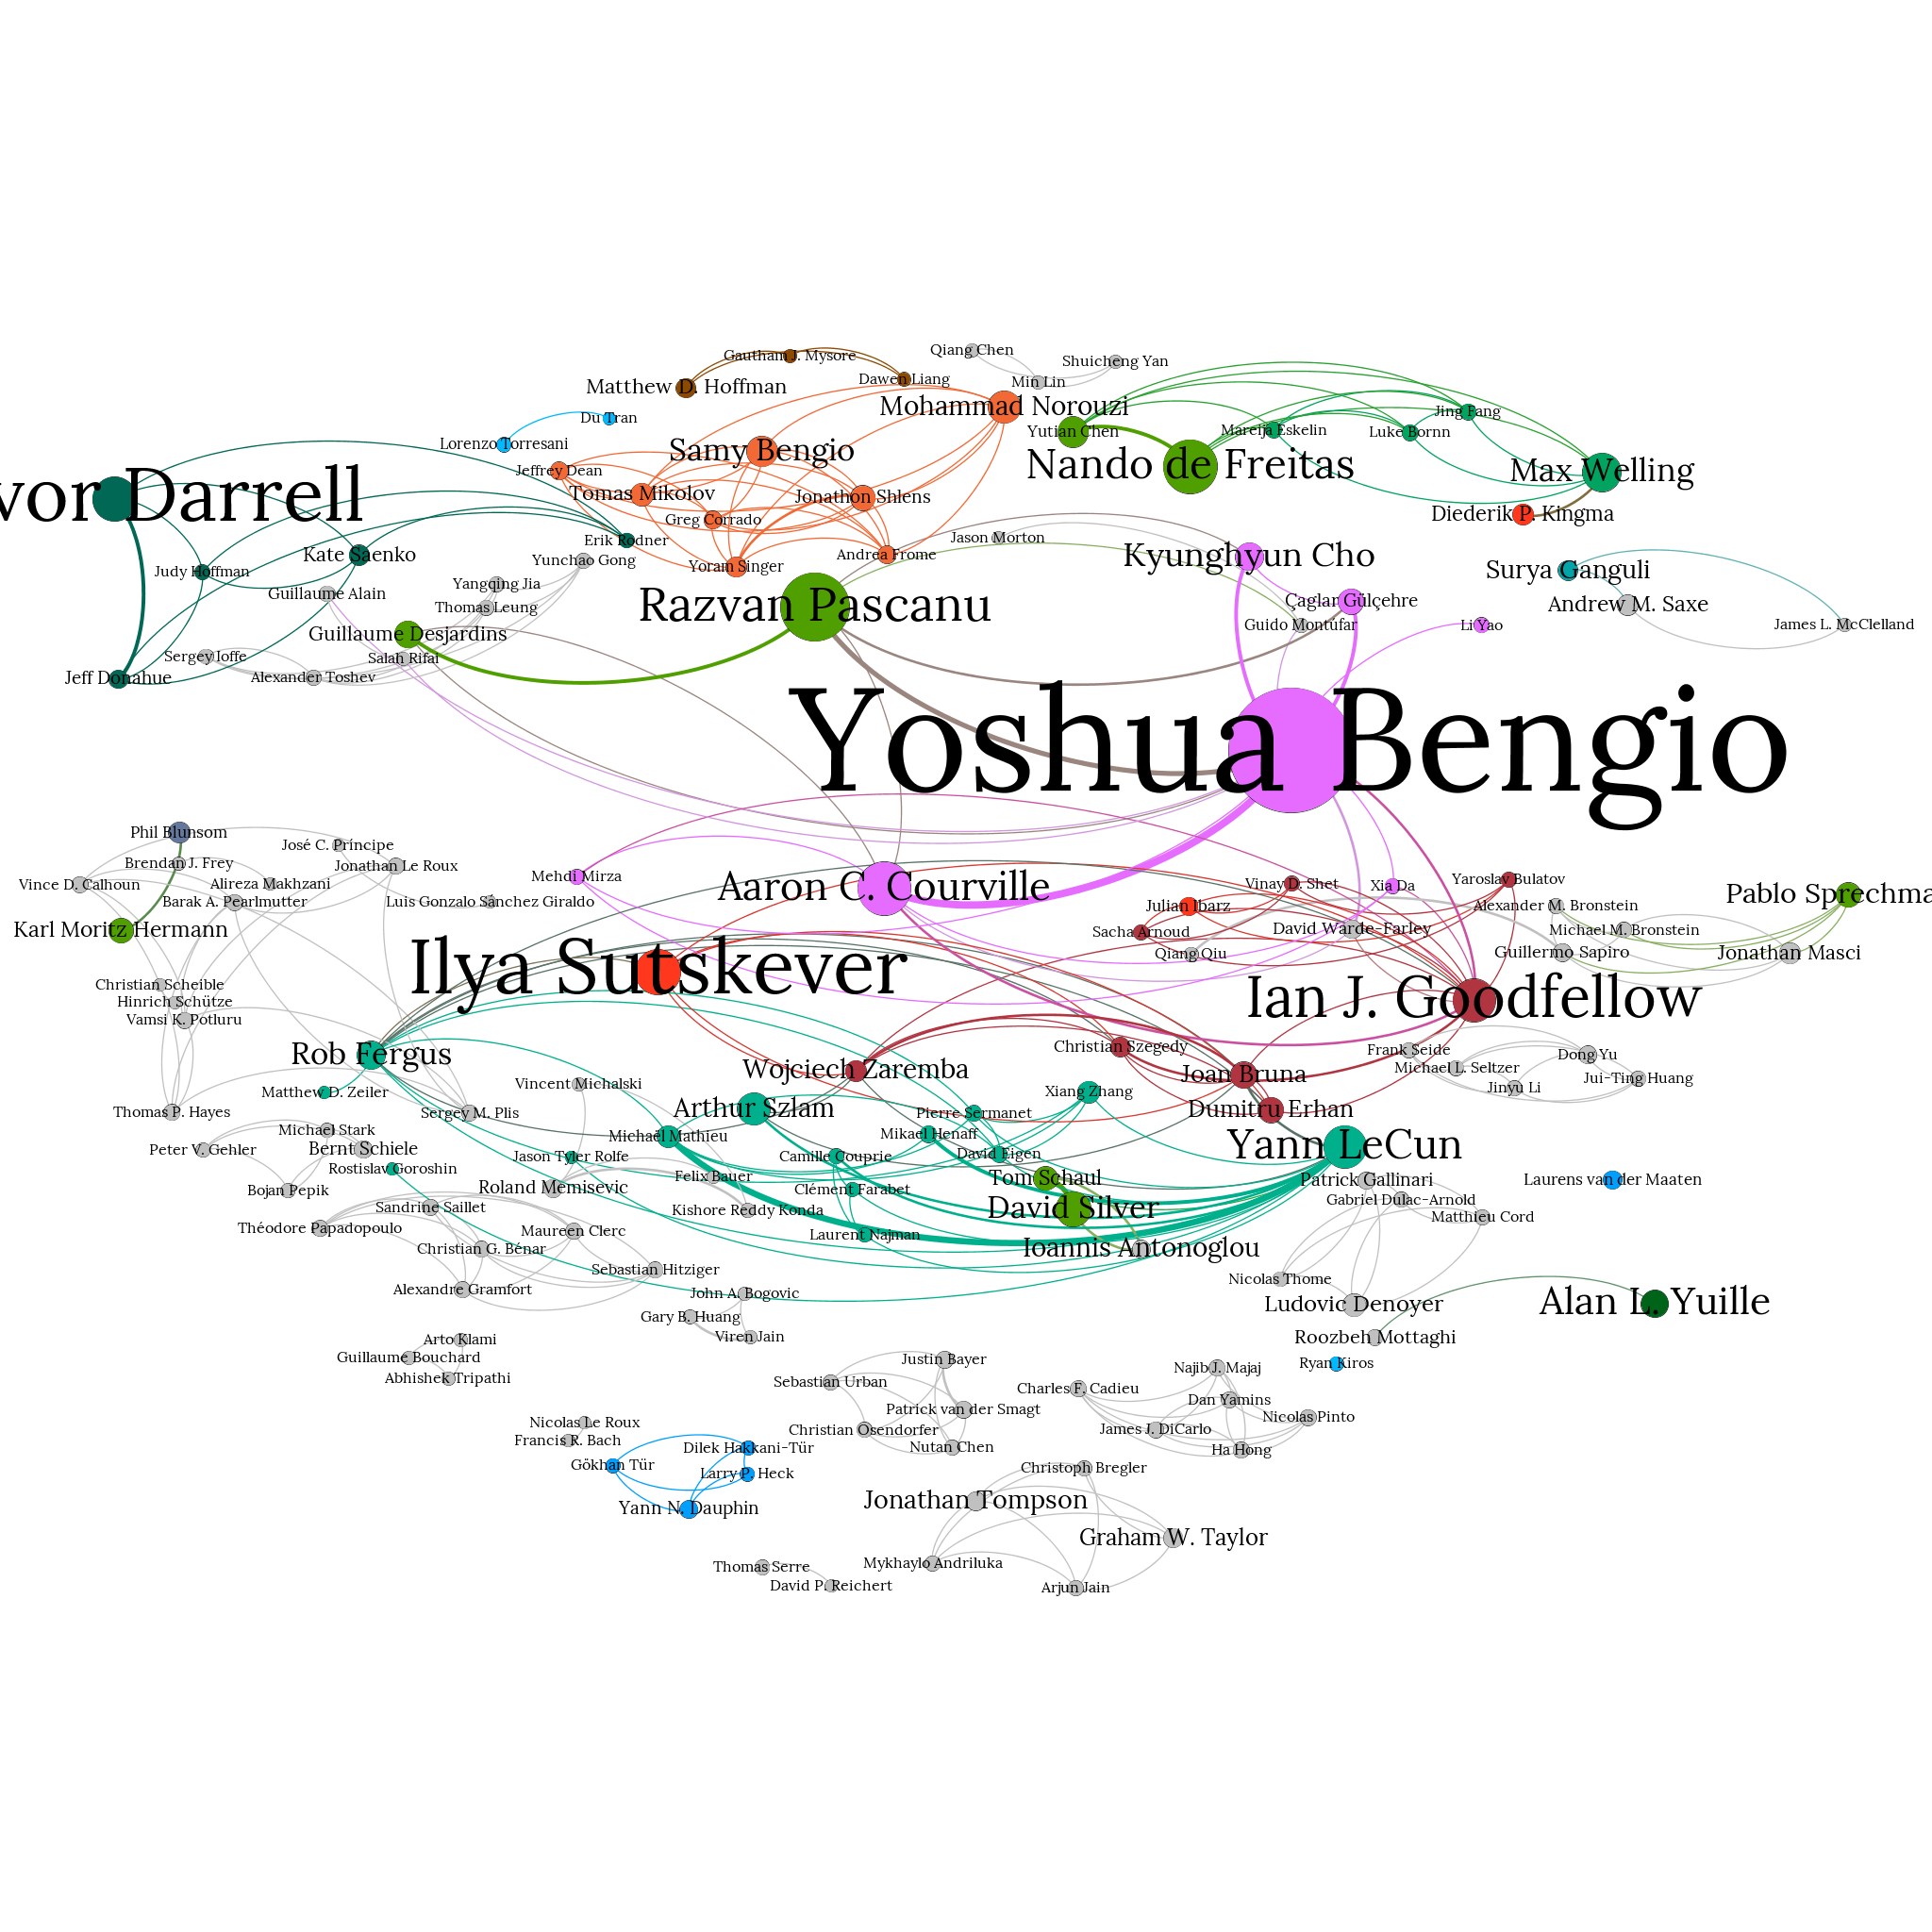 Qiang Chen
Gautham J. Mysore
Shuicheng Yan
Dawen Liang
Min Lin
Matthew D. Hoffman
Mohammad Norouzi
Jing Fang
Du Tran
Yutian Chen
Mareija Eskelin
Luke Bornn
Lorenzo Torresani
Samy Bengio
Nando de Freitas
Jeffrey Dean
Max Welling
Tomas Mikolov
Jonathon Shlens
vor Darrell
Greg Corrado
Diederik P. Kingma
Erik Rodner
Jason Morton
Kate Saenko
Andrea Frome
Kyunghyun Cho
Yunchao Gong
Yoram Singer
Judy Hoffman
Surya Ganguli
Yangqing Jia
Guillaume Alain
Çaglar Gülçehre
Andrew M. Saxe
Thomas Leung
Razvan Pascanu
Guillaume Desjardins
Guido Montúfar
Li Yao
James L. McClelland
Sergey Ioffe
Salah Rifai
Jeff Donahue
Alexander Toshev
Yoshua Bengio
Phil Blunsom
José C. Príncipe
Brendan J. Frey
Jonathan Le Roux
Vince D. Calhoun
Alireza Makhzani
Mehdi Mirza
Aaron C. Courville
Vinay D. Shet
Xia Da
Yaroslav Bulatov
Pablo Sprechma
Barak A. Pearlmutter
Luis Gonzalo Sánchez Giraldo
Julian Ibarz
Alexander M. Bronstein
Karl Moritz Hermann
Sacha Arnoud
David Warde-Farley
Michael M. Bronstein
Qiang Qiu
Guillermo Sapiro
Jonathan Masci
Ilya Sutskever
Christian Scheible
Ian J. Goodfellow
Hinrich Schütze
Vamsi K. Potluru
Rob Fergus
Christian Szegedy
Frank Seide
Dong Yu
Wojciech Zaremba
Joan Bruna
Michael L. Seltzer
Jui-Ting Huang
Matthew D. Zeiler
Vincent Michalski
Xiang Zhang
Jinyu Li
Thomas P. Hayes
Sergey M. Plis
Arthur Szlam
Pierre Sermanet
Dumitru Erhan
Michael Stark
Michaël Mathieu
Mikael Henaff
Yann LeCun
Peter V. Gehler
Bernt Schiele
Jason Tyler Rolfe
Camille Couprie
David Eigen
Rostislav Goroshin
Felix Bauer
Tom Schaul
Patrick Gallinari
Laurens van der Maaten
Bojan Pepik
Roland Memisevic
Clément Farabet
Gabriel Dulac-Arnold
Sandrine Saillet
Kishore Reddy Konda
David Silver
Matthieu Cord
Théodore Papadopoulo
Maureen Clerc
Laurent Najman
Christian G. Bénar
Ioannis Antonoglou
Sebastian Hitziger
Nicolas Thome
Alexandre Gramfort
John A. Bogovic
Ludovic Denoyer
Alan L. Yuille
Gary B. Huang
Arto Klami
Viren Jain
Roozbeh Mottaghi
Guillaume Bouchard
Justin Bayer
Ryan Kiros
Abhishek Tripathi
Sebastian Urban
Charles F. Cadieu
Najib J. Majaj
Dan Yamins
Nicolas Le Roux
Patrick van der Smagt
Nicolas Pinto
Francis R. Bach
Christian Osendorfer
James J. DiCarlo
Dilek Hakkani-Tür
Nutan Chen
Ha Hong
Gökhan Tür
Larry P. Heck
Christoph Bregler
Yann N. Dauphin
Jonathan Tompson
Graham W. Taylor
Thomas Serre
Mykhaylo Andriluka
David P. Reichert
Arjun Jain